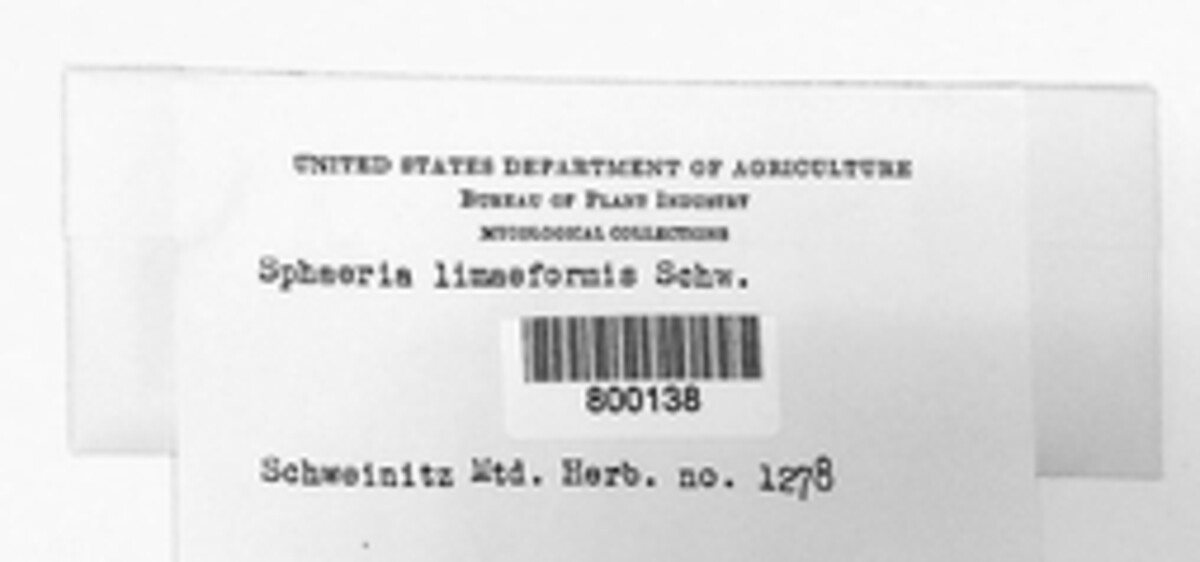 UNITED STATES DEPARTMENT OF AGRICULTURE
BUREAU OF PLANT INDUSTRY
MYCOLOGICAL COLLECTIONS
Sphaeria limaeformis Schw.
800138
Schweinitz Mtd. Herb. no. 1278